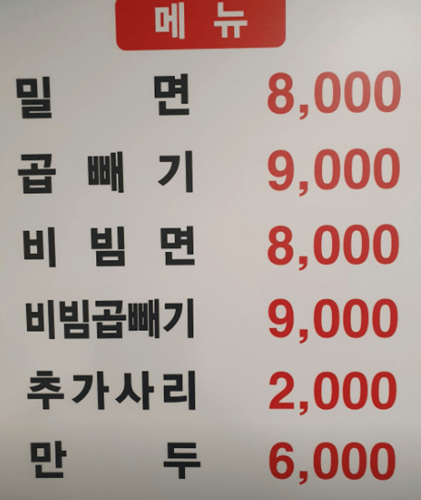 메뉴
밀면 8,000
곱빼기 9,000
비빔면 8,000
비빔곱빼기 9,000
추가사리 2,000
만두 6,000